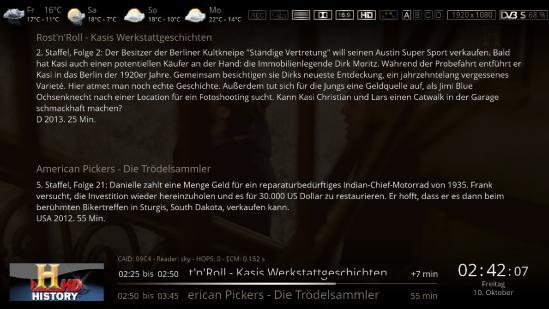 Fr 16°C
17°C - 11°C
Sa
18°C - 7°C
So
18°C - 10°C
Mo
22°C - 14°C
REC
16:9 HD A B C D 1920x1080 DVB S 68 %
Rost'n'Roll - Kasis Werkstattgeschichten
2. Staffel, Folge 2: Der Besitzer der Berliner Kultkneipe "Ständige Vertretung" will seinen Austin Super Sport verkaufen. Bald
hat Kasi auch einen potentiellen Käufer an der Hand: die Immobilienlegende Dirk Moritz. Während der Probefahrt entführt er
Kasi in das Berlin der 1920er Jahre. Gemeinsam besichtigen sie Dirks neueste Entdeckung, ein jahrzehntelang vergessenes
Varieté. Hier atmet man noch echte Geschichte. Außerdem tut sich für die Jungs eine Geldquelle auf, als Jimi Blue
Ochsenknecht nach einer Location für ein Fotoshooting sucht. Kann Kasi Christian und Lars einen Catwalk in der Garage
schmackhaft machen?
D 2013. 25 Min.
American Pickers - Die Trödelsammler
5. Staffel, Folge 21: Danielle zahlt eine Menge Geld für ein reparaturbedürftiges Indian-Chief-Motorrad von 1935. Frank
versucht, die Investition wieder hereinzuholen und es für 30.000 US Dollar zu restaurieren. Er hofft, dass er es dann beim
berühmten Bikertreffen in Sturgis, South Dakota, verkaufen kann.
USA 2012. 55 Min.
CAID: 09C4 - Reader: sky - HOPS: 0 - ECM: 0.152 s
02:25 bis 02:50 t'n'Roll - Kasis Werkstattgeschichten +7 min
02:50 bis 03:45 erican Pickers - Die Trödelsammler 55 min
H HD
HISTORY
02:42:07
Freitag
10. Oktober